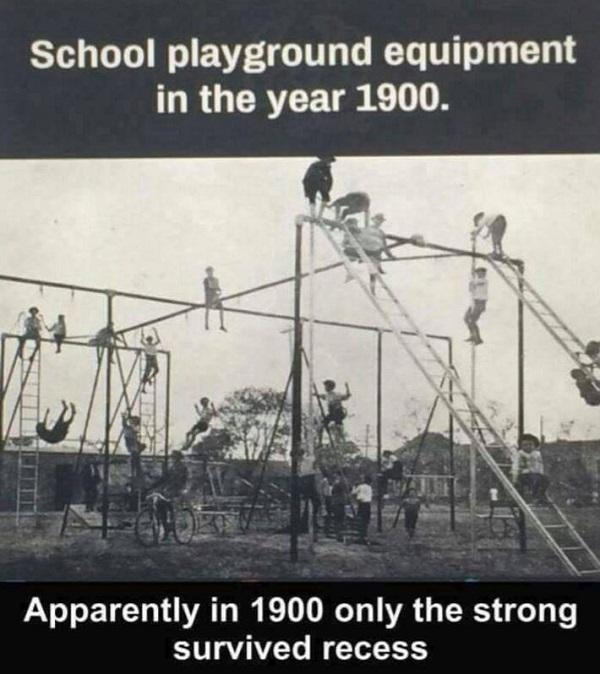 School playground equipment
in the year 1900.
Apparently in 1900 only the strong
survived recess